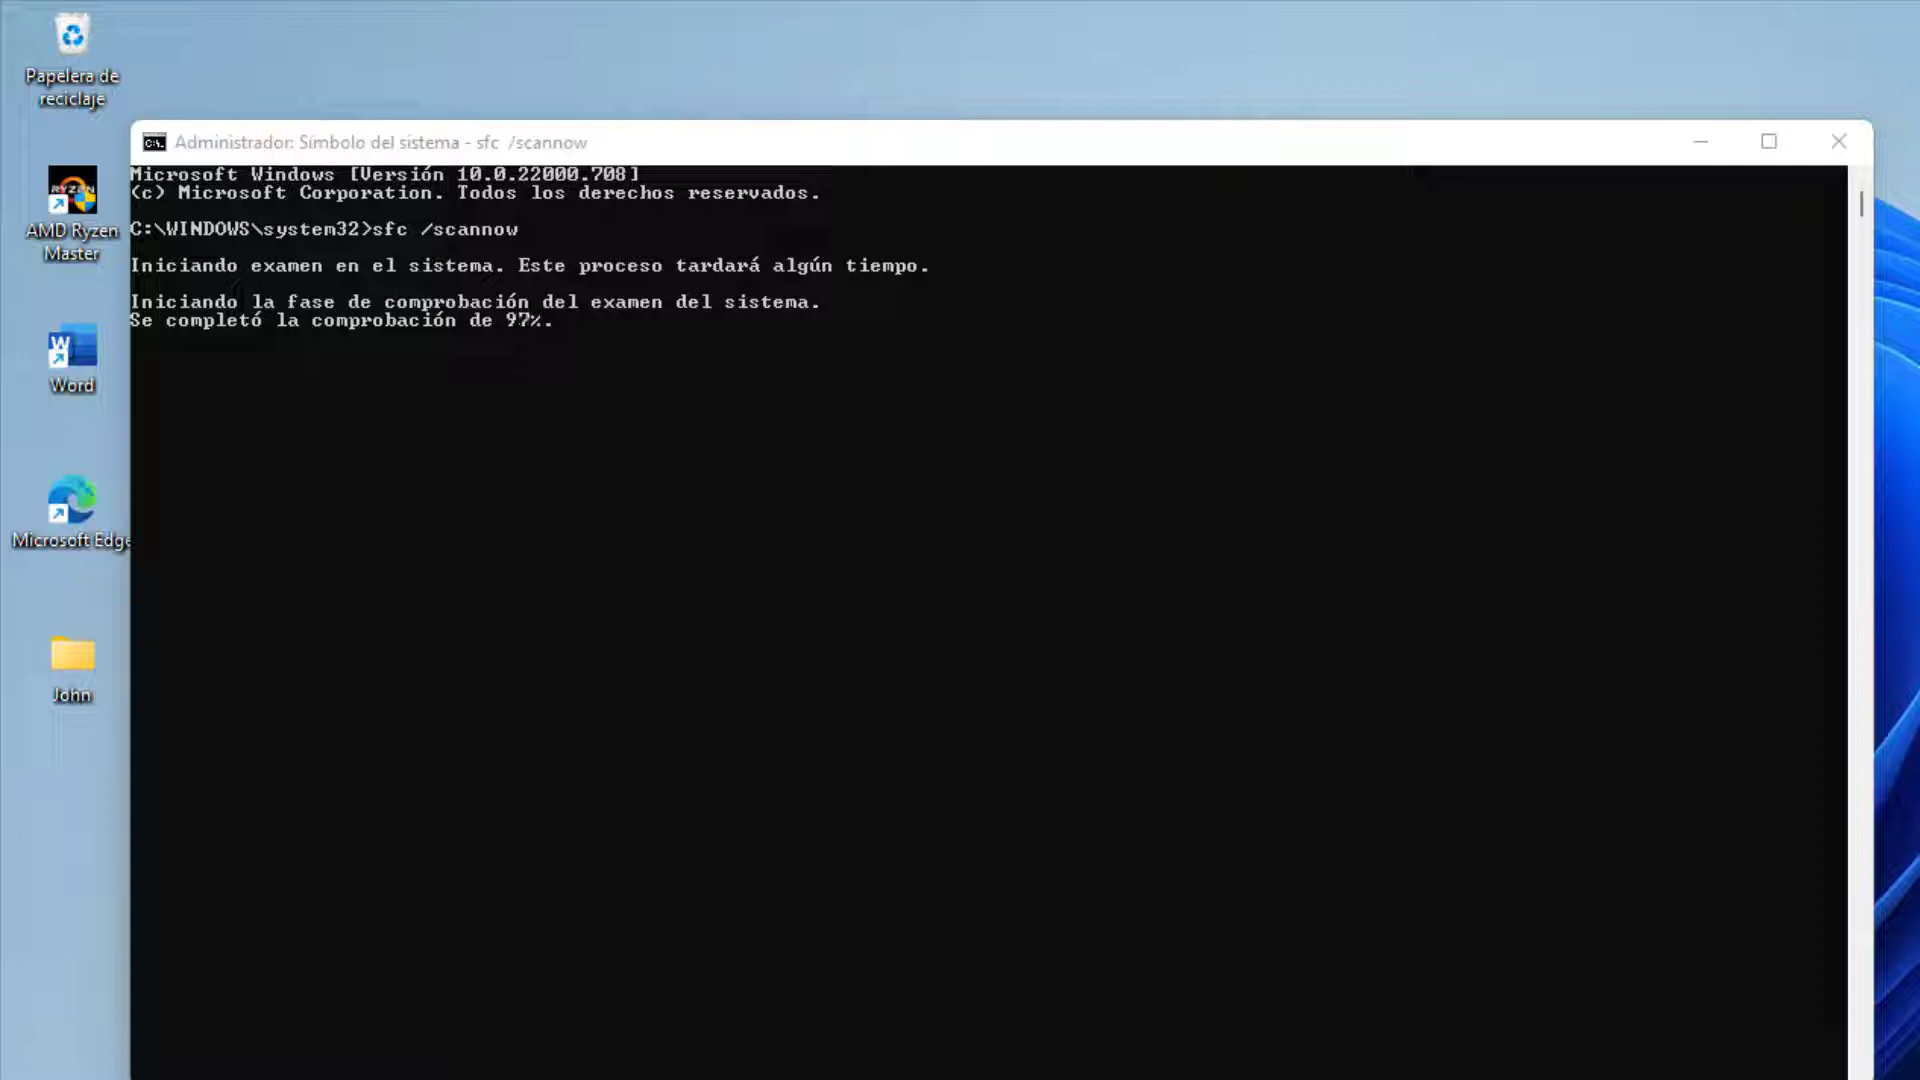 Papelera de
reciclaje
Administrador: Símbolo del sistema - sfc /scannow
Microsoft Windows [Versión 10.0.22000.708]
(c) Microsoft Corporation. Todos los derechos reservados.
RYZEN
AMD Ryzen
Master
C:\WINDOWS\system32>sfc /scannow
Iniciando examen en el sistema. Este proceso tardará algún tiempo.
Iniciando la fase de comprobación del examen del sistema.
Se completó la comprobación de 97%.
W
Word
Microsoft Edge
John